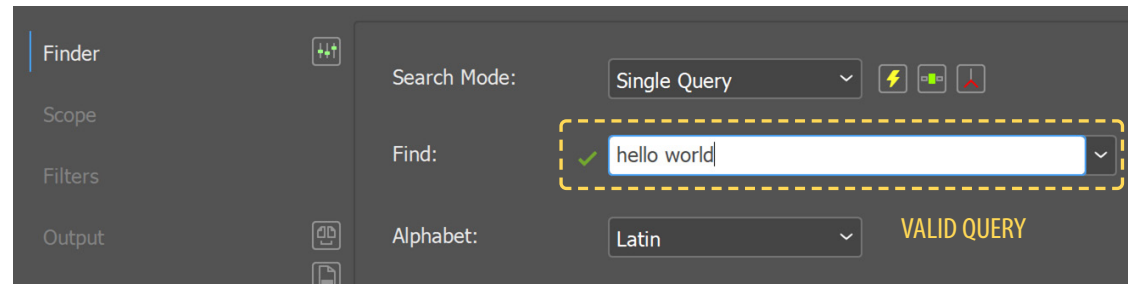 Finder
Search Mode: Single Query
Scope
Find: hello world
Filters
Output
Alphabet: Latin
VALID QUERY